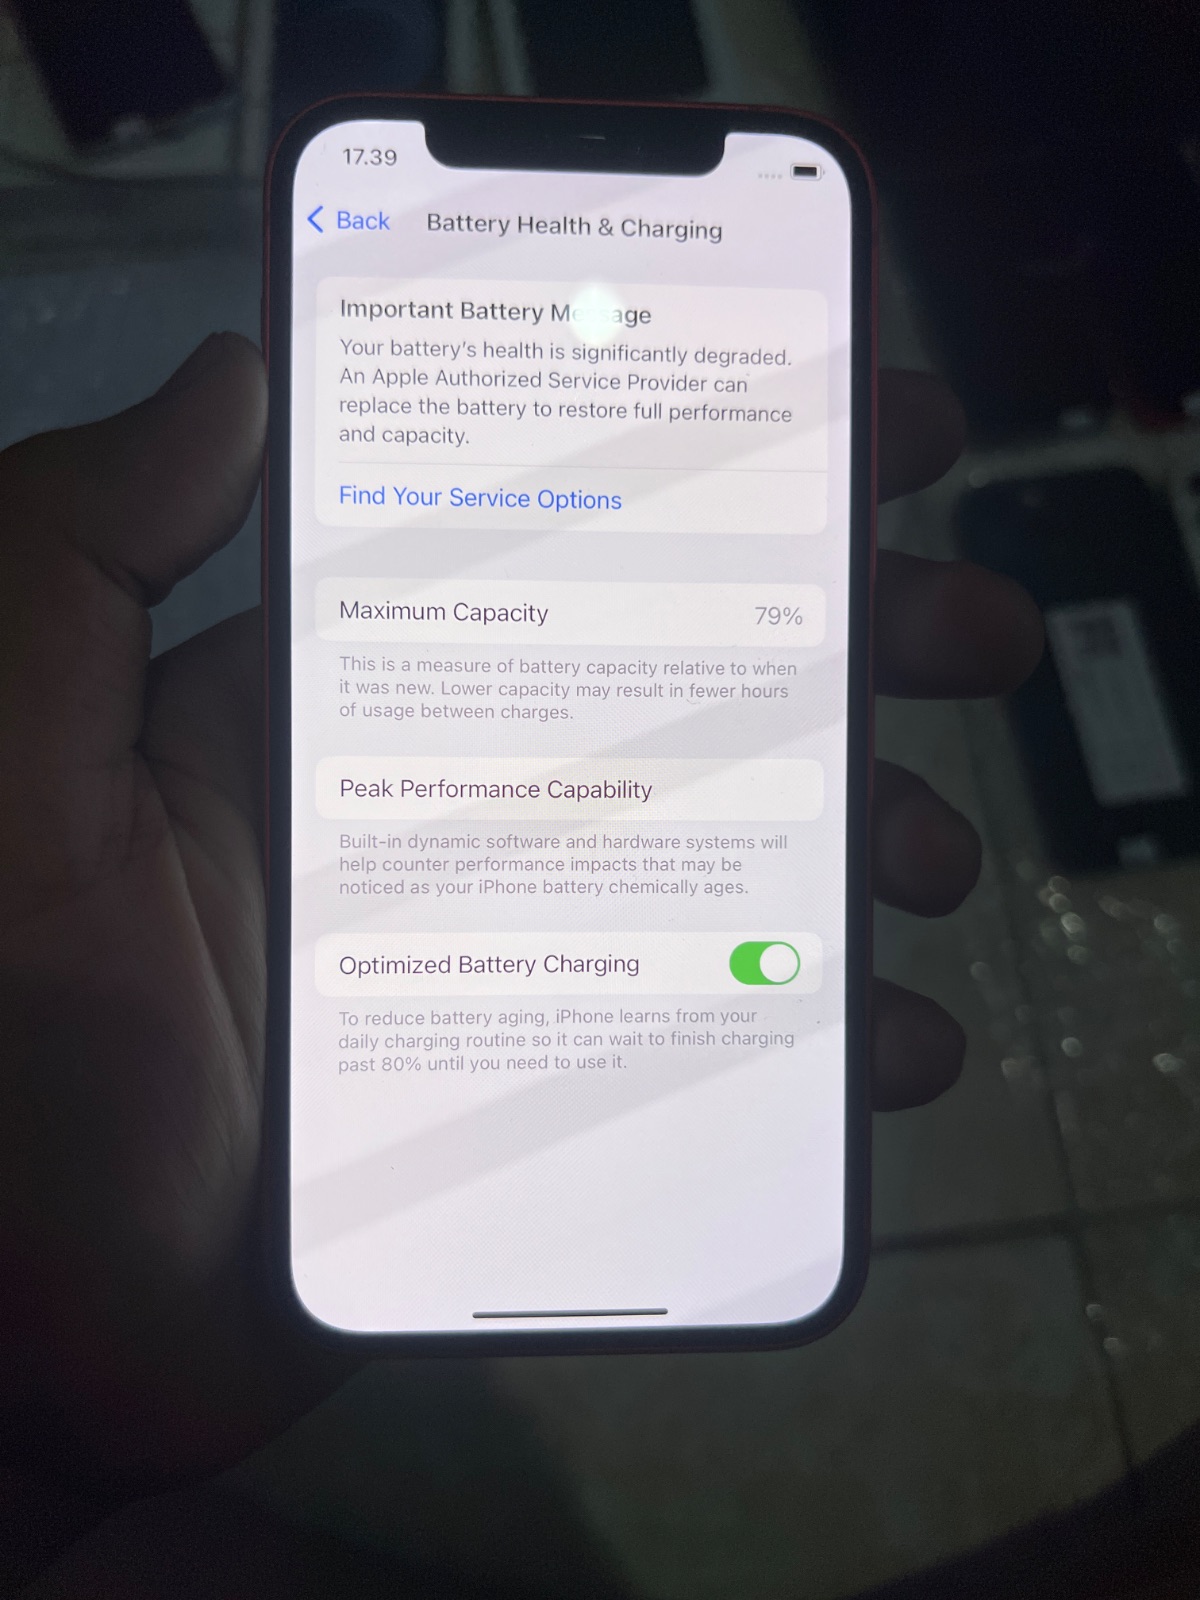 17.39
Back
Battery Health & Charging
Important Battery Message
Your battery's health is significantly degraded.
An Apple Authorized Service Provider can
replace the battery to restore full performance
and capacity.
Find Your Service Options
Maximum Capacity 79%
This is a measure of battery capacity relative to when
it was new. Lower capacity may result in fewer hours
of usage between charges.
Peak Performance Capability
Built-in dynamic software and hardware systems will
help counter performance impacts that may be
noticed as your iPhone battery chemically ages.
Optimized Battery Charging
To reduce battery aging, iPhone learns from your
daily charging routine so it can wait to finish charging
past 80% until you need to use it.